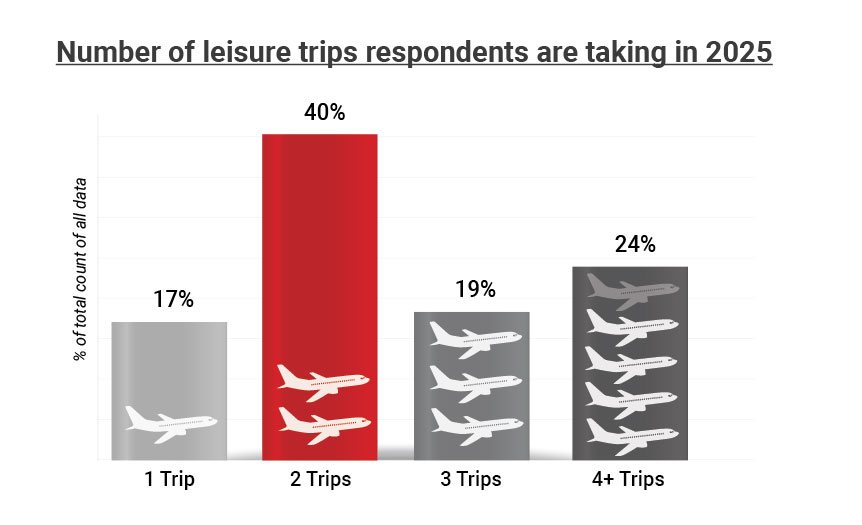 Number of leisure trips respondents are taking in 2025
% of total count of all data
17%
40%
19%
24%
1 Trip
2 Trips
3 Trips
4+ Trips